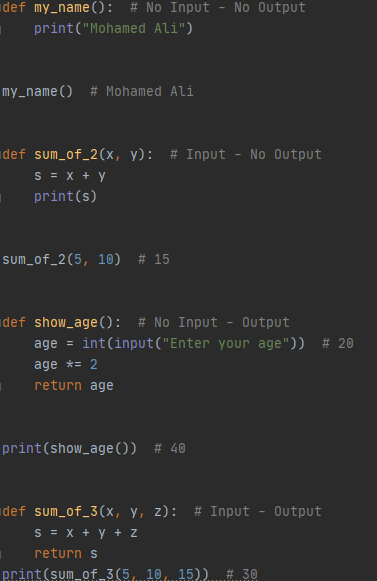 def my_name():  # No Input - No Output
    print("Mohamed Ali")
my_name()  # Mohamed Ali
def sum_of_2(x, y):  # Input - No Output
    s = x + y
    print(s)
sum_of_2(5, 10)  # 15
def show_age():  # No Input - Output
    age = int(input("Enter your age"))  # 20
    age *= 2
    return age
print(show_age())  # 40
def sum_of_3(x, y, z):  # Input - Output
    s = x + y + z
    return s
print(sum_of_3(5, 10, 15))  # 30